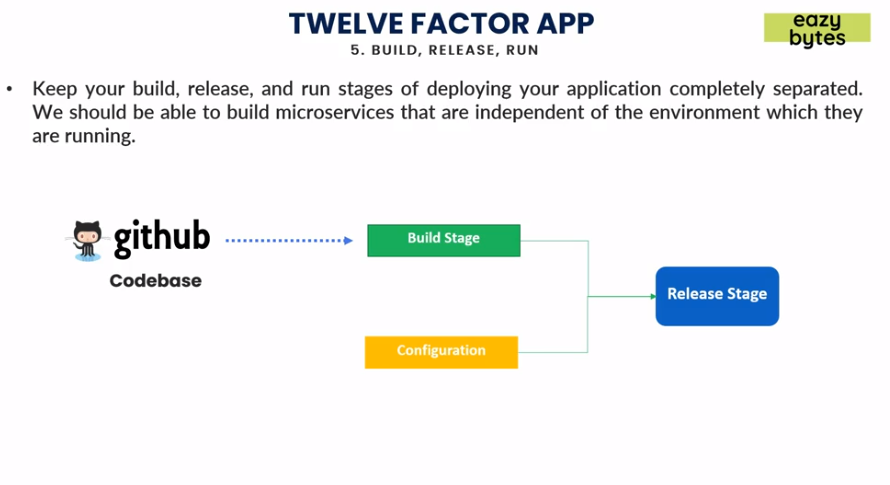 TWELVE FACTOR APP
5. BUILD, RELEASE, RUN
eazy
bytes
• Keep your build, release, and run stages of deploying your application completely separated.
We should be able to build microservices that are independent of the environment which they
are running.
github
Codebase
Build Stage
Release Stage
Configuration